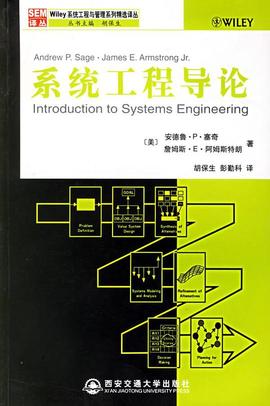 SEM
译丛
Wiley系统工程与管理系列精选译丛
丛书主编 胡保生
WILEY
Andrew P. Sage · James E. Armstrong Jr.
系统工程导论
Introduction to Systems Engineering
〔美〕
安德鲁·P·塞奇
詹姆斯·E·阿姆斯特朗
著
胡保生 彭勤科 译
Problem
Definition
Value System
Design
Synthesis
Alternatives
OBJ
OBJ
OBJ
Systems Modeling
and Analysis
Refinement of
Alternatives
Decision
Making
Planning for
Action
西安交通大学出版社
XI'AN JIAOTONG UNIVERSITY PRESS